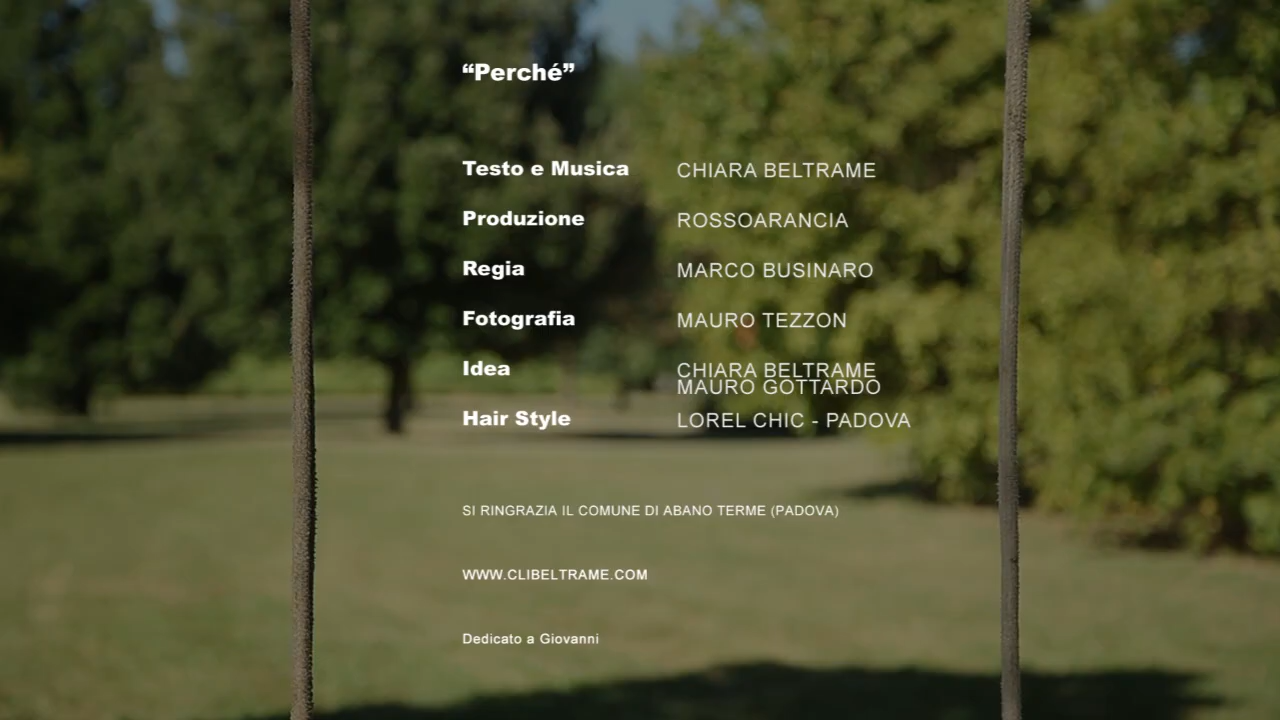 “Perché”
Testo e Musica CHIARA BELTRAME
Produzione ROSSOARANCIA
Regia MARCO BUSINARO
Fotografia MAURO TEZZON
Idea CHIARA BELTRAME
MAURO GOTTARDO
Hair Style LOREL CHIC - PADOVA
SI RINGRAZIA IL COMUNE DI ABANO TERME (PADOVA)
WWW.CLIBELTRAME.COM
Dedicato a Giovanni